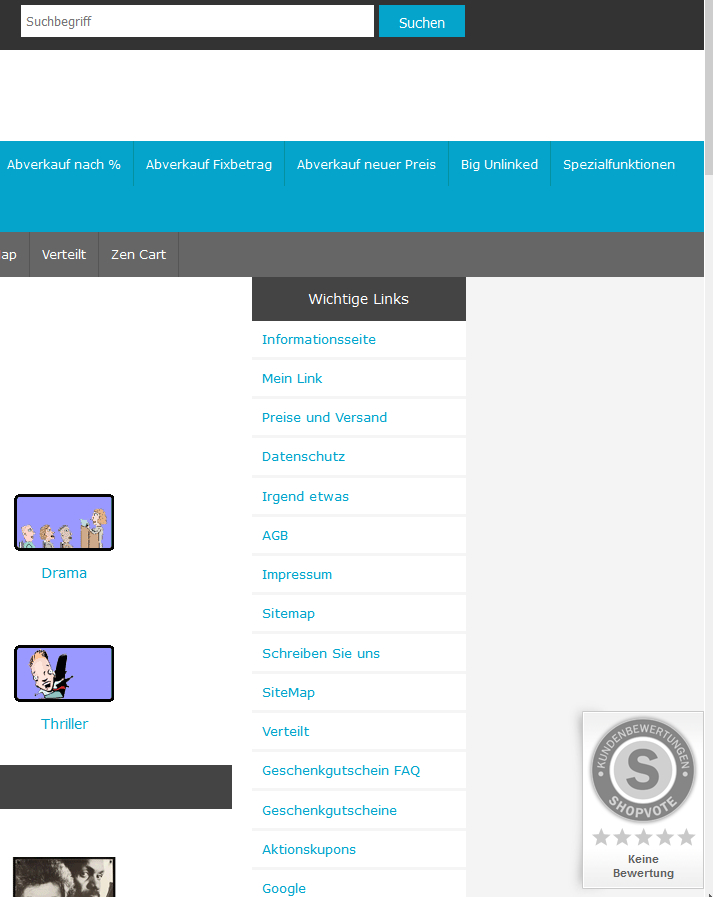 Suchbegriff Suchen
Abverkauf nach % Abverkauf Fixbetrag Abverkauf neuer Preis Big Unlinked Spezialfunktionen
ap Verteilt Zen Cart
Wichtige Links
Informationsseite
Mein Link
Preise und Versand
Datenschutz
Irgend etwas
AGB
Impressum
Sitemap
Schreiben Sie uns
SiteMap
Verteilt
Geschenkgutschein FAQ
Geschenkgutscheine
Aktionskupons
Google
Drama
Thriller
KUNDENBEWERTUNGEN
S
SHOPVOTE
Keine
Bewertung